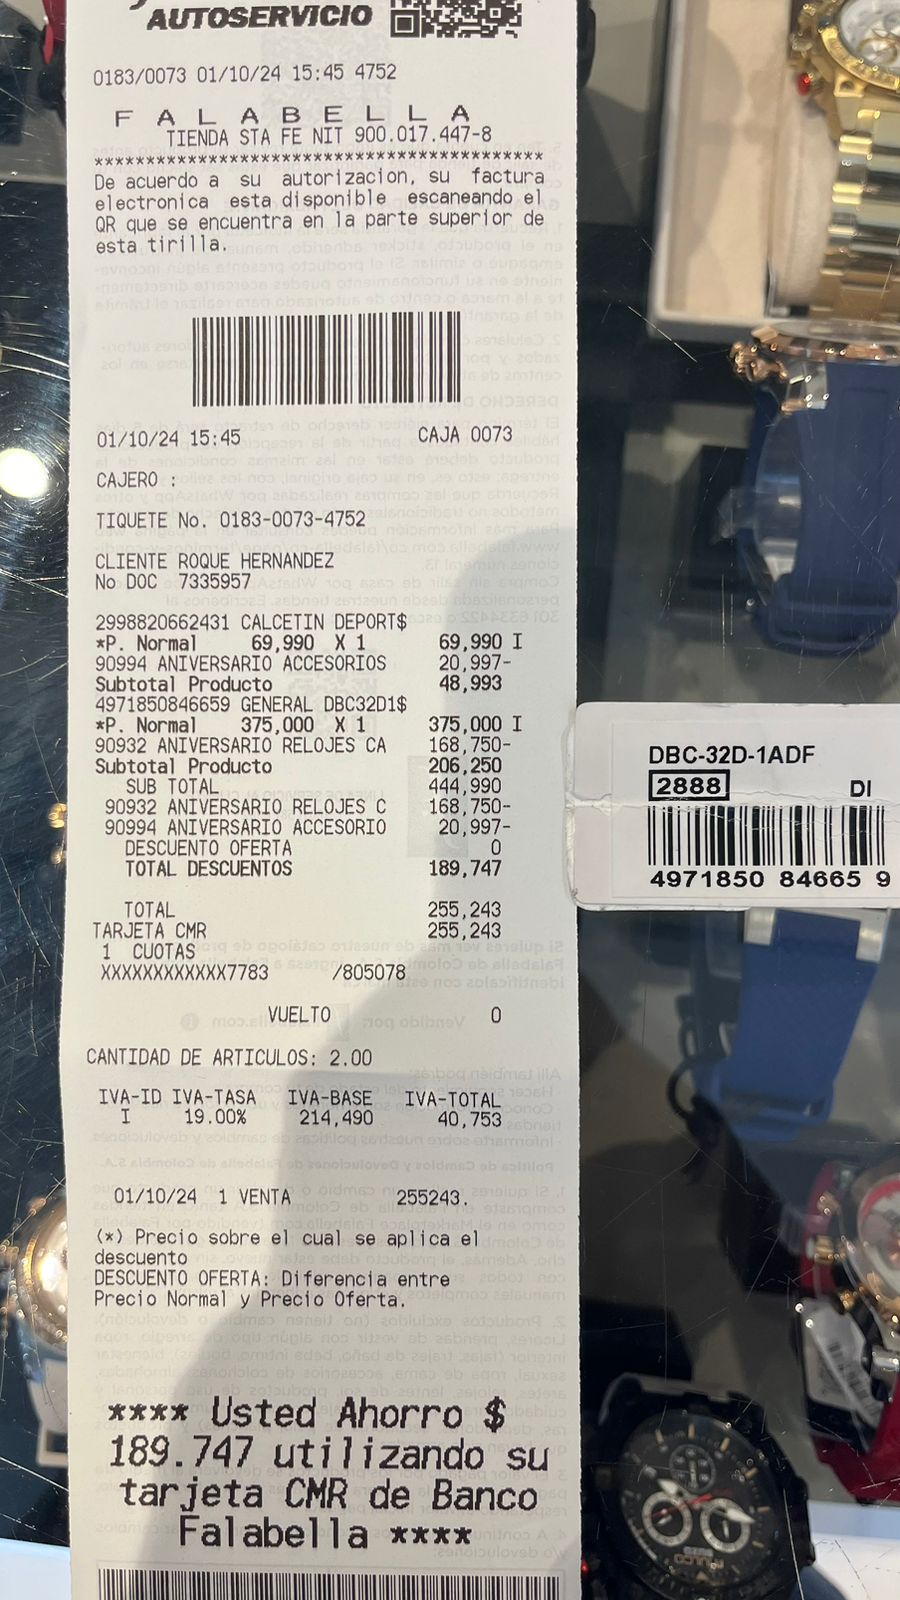 AUTOSERVICIO
0183/0073 01/10/24 15:45 4752
F A L A B E L L A
TIENDA STA FE NIT 900.017.447-8
*******************************************
De acuerdo a su autorizacion, su factura
electronica esta disponible escaneando el
QR que se encuentra en la parte superior de
esta tirilla.
01/10/24 15:45 CAJA 0073
CAJERO :
TIQUETE No. 0183-0073-4752
CLIENTE ROQUE HERNANDEZ
No DOC 7335957
2998820662431 CALCETIN DEPORT$
*P. Normal 69,990 X 1 69,990 I
90994 ANIVERSARIO ACCESORIOS 20,997-
Subtotal Producto 48,993
4971850846659 GENERAL DBC32D1$
*P. Normal 375,000 X 1 375,000 I
90932 ANIVERSARIO RELOJES CA 168,750-
Subtotal Producto 206,250
SUB TOTAL 444,990
90932 ANIVERSARIO RELOJES C 168,750-
90994 ANIVERSARIO ACCESORIO 20,997-
DESCUENTO OFERTA 0
TOTAL DESCUENTOS 189,747
TOTAL 255,243
TARJETA CMR 255,243
1 CUOTAS
XXXXXXXXXXXX7783 /805078
VUELTO 0
CANTIDAD DE ARTICULOS: 2.00
IVA-ID IVA-TASA IVA-BASE IVA-TOTAL
I 19.00% 214,490 40,753
01/10/24 1 VENTA 255243.
(*) Precio sobre el cual se aplica el
descuento
DESCUENTO OFERTA: Diferencia entre
Precio Normal y Precio Oferta.
**** Usted Ahorro $
189.747 utilizando su
tarjeta CMR de Banco
Falabella ****
DBC-32D-1ADF
2888 DI
4971850 84665 9